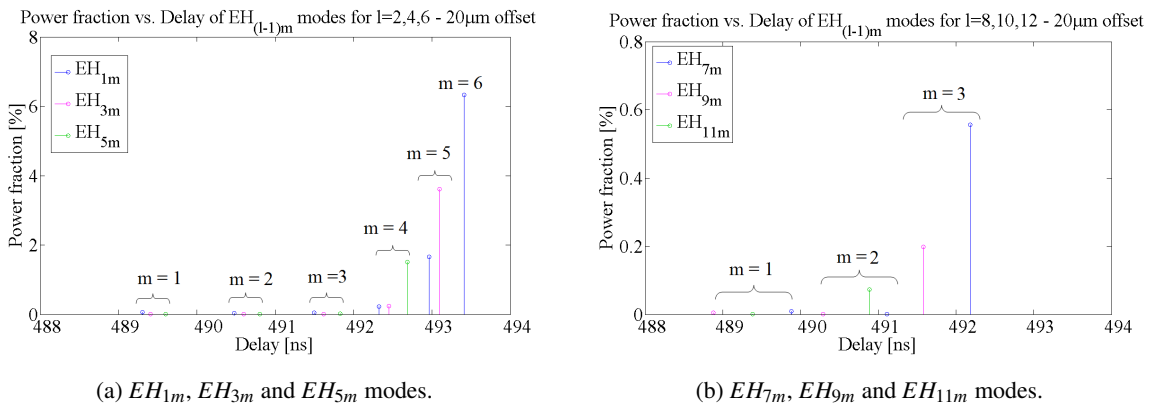 Power fraction vs. Delay of EH(l-1)m modes for l=2,4,6 - 20μm offset
8
6
4
2
0
Power fraction [%]
EH1m
EH3m
EH5m
m = 6
m = 5
m = 4
m = 1
m = 2
m =3
488
489
490
491
492
493
494
Delay [ns]
(a) EH1m, EH3m and EH5m modes.
Power fraction vs. Delay of EH(l-1)m modes for l=8,10,12 - 20μm offset
0.8
0.6
0.4
0.2
0
Power fraction [%]
EH7m
EH9m
EH11m
m = 3
m = 1
m = 2
488
489
490
491
492
493
494
Delay [ns]
(b) EH7m, EH9m and EH11m modes.